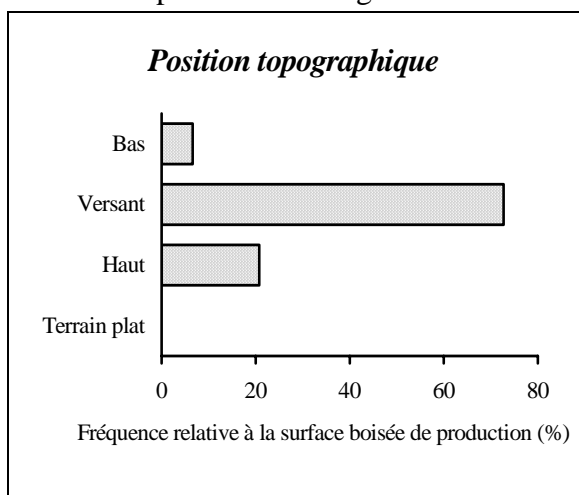 Position topographique
Bas
Versant
Haut
Terrain plat
0 20 40 60 80
Fréquence relative à la surface boisée de production (%)